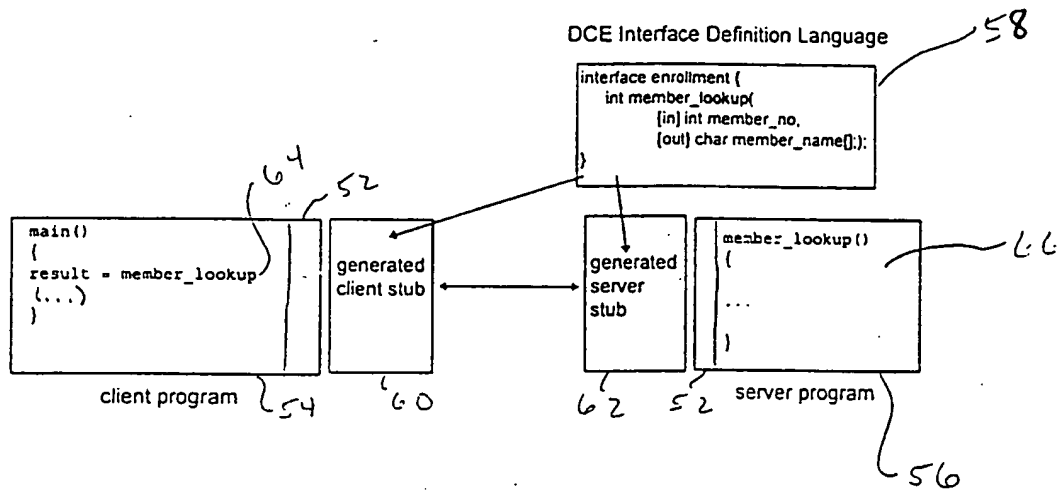 DCE Interface Definition Language
58
interface enrollment {
int member_lookup(
[in] int member_no,
[out] char member_name[];);
}
64
52
main()
{
result = member_lookup
(...)
}
generated
client stub
generated
server
stub
member_lookup()
{
...
}
66
client program
54
60
62
52
server program
56